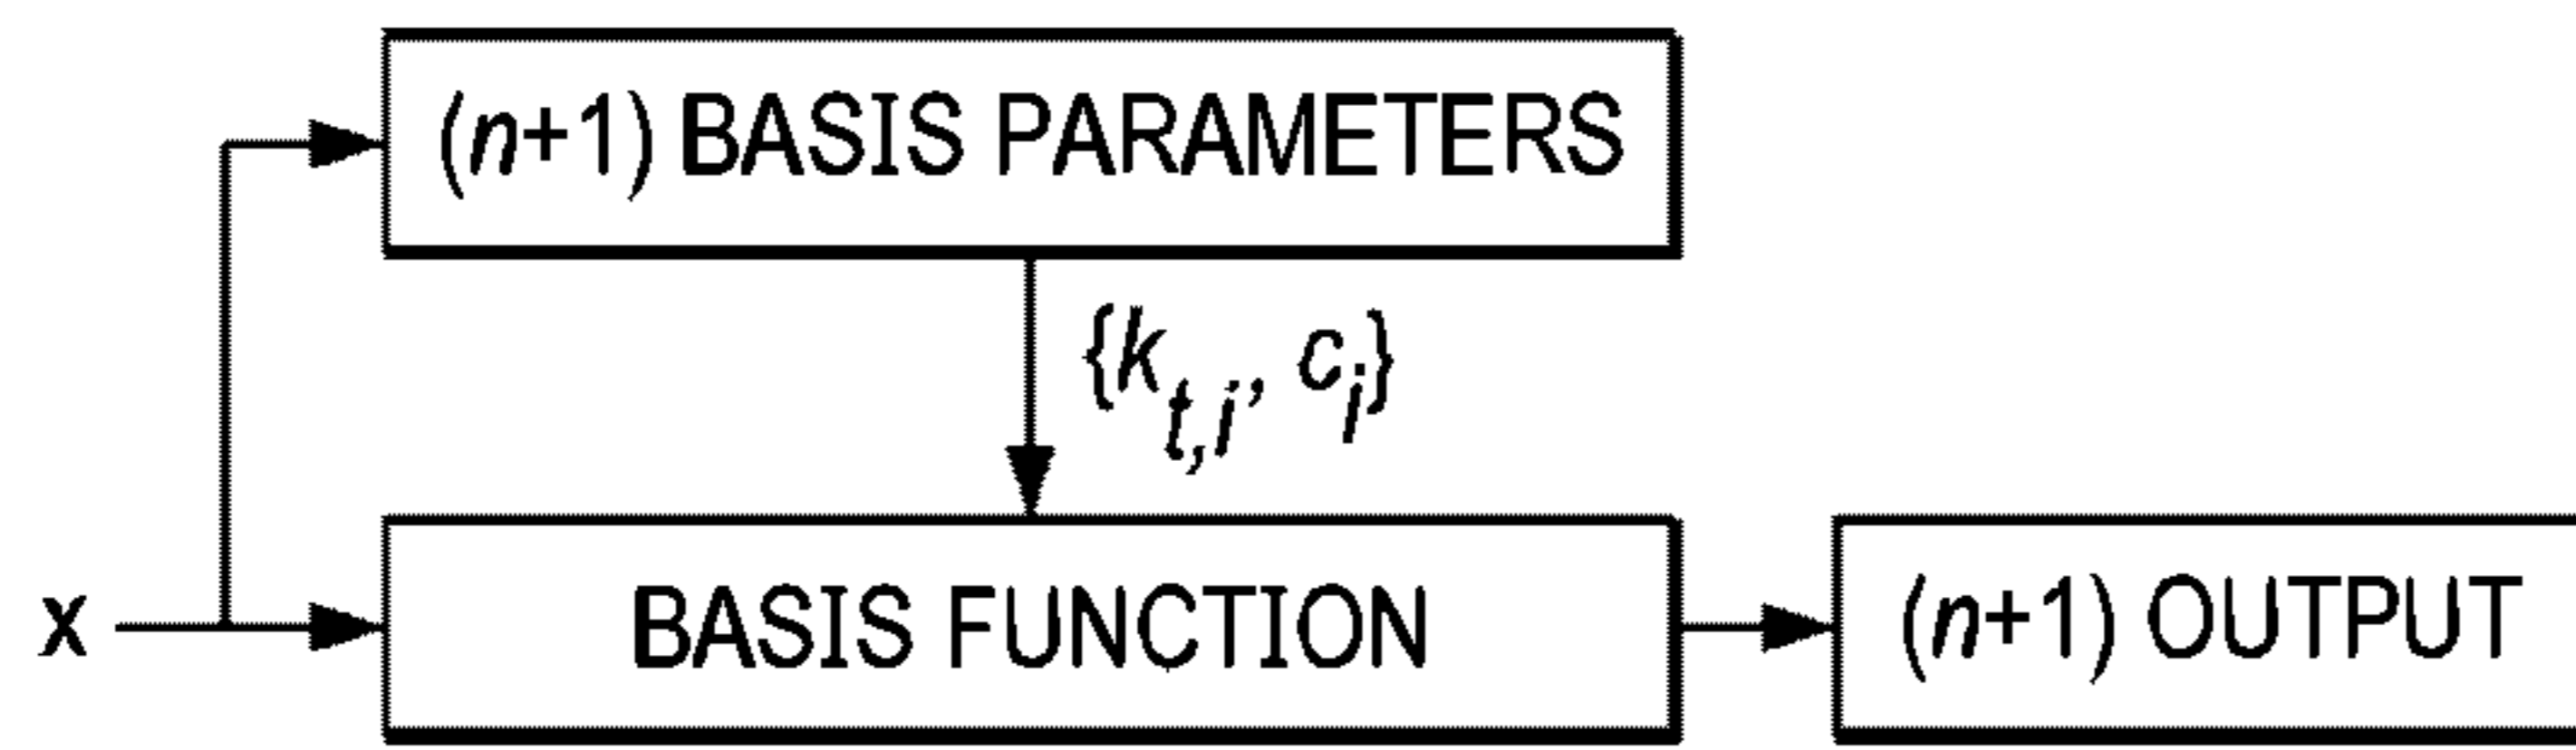 (n+1) BASIS PARAMETERS
{k_{t,i}, c_i}
x
BASIS FUNCTION
(n+1) OUTPUT